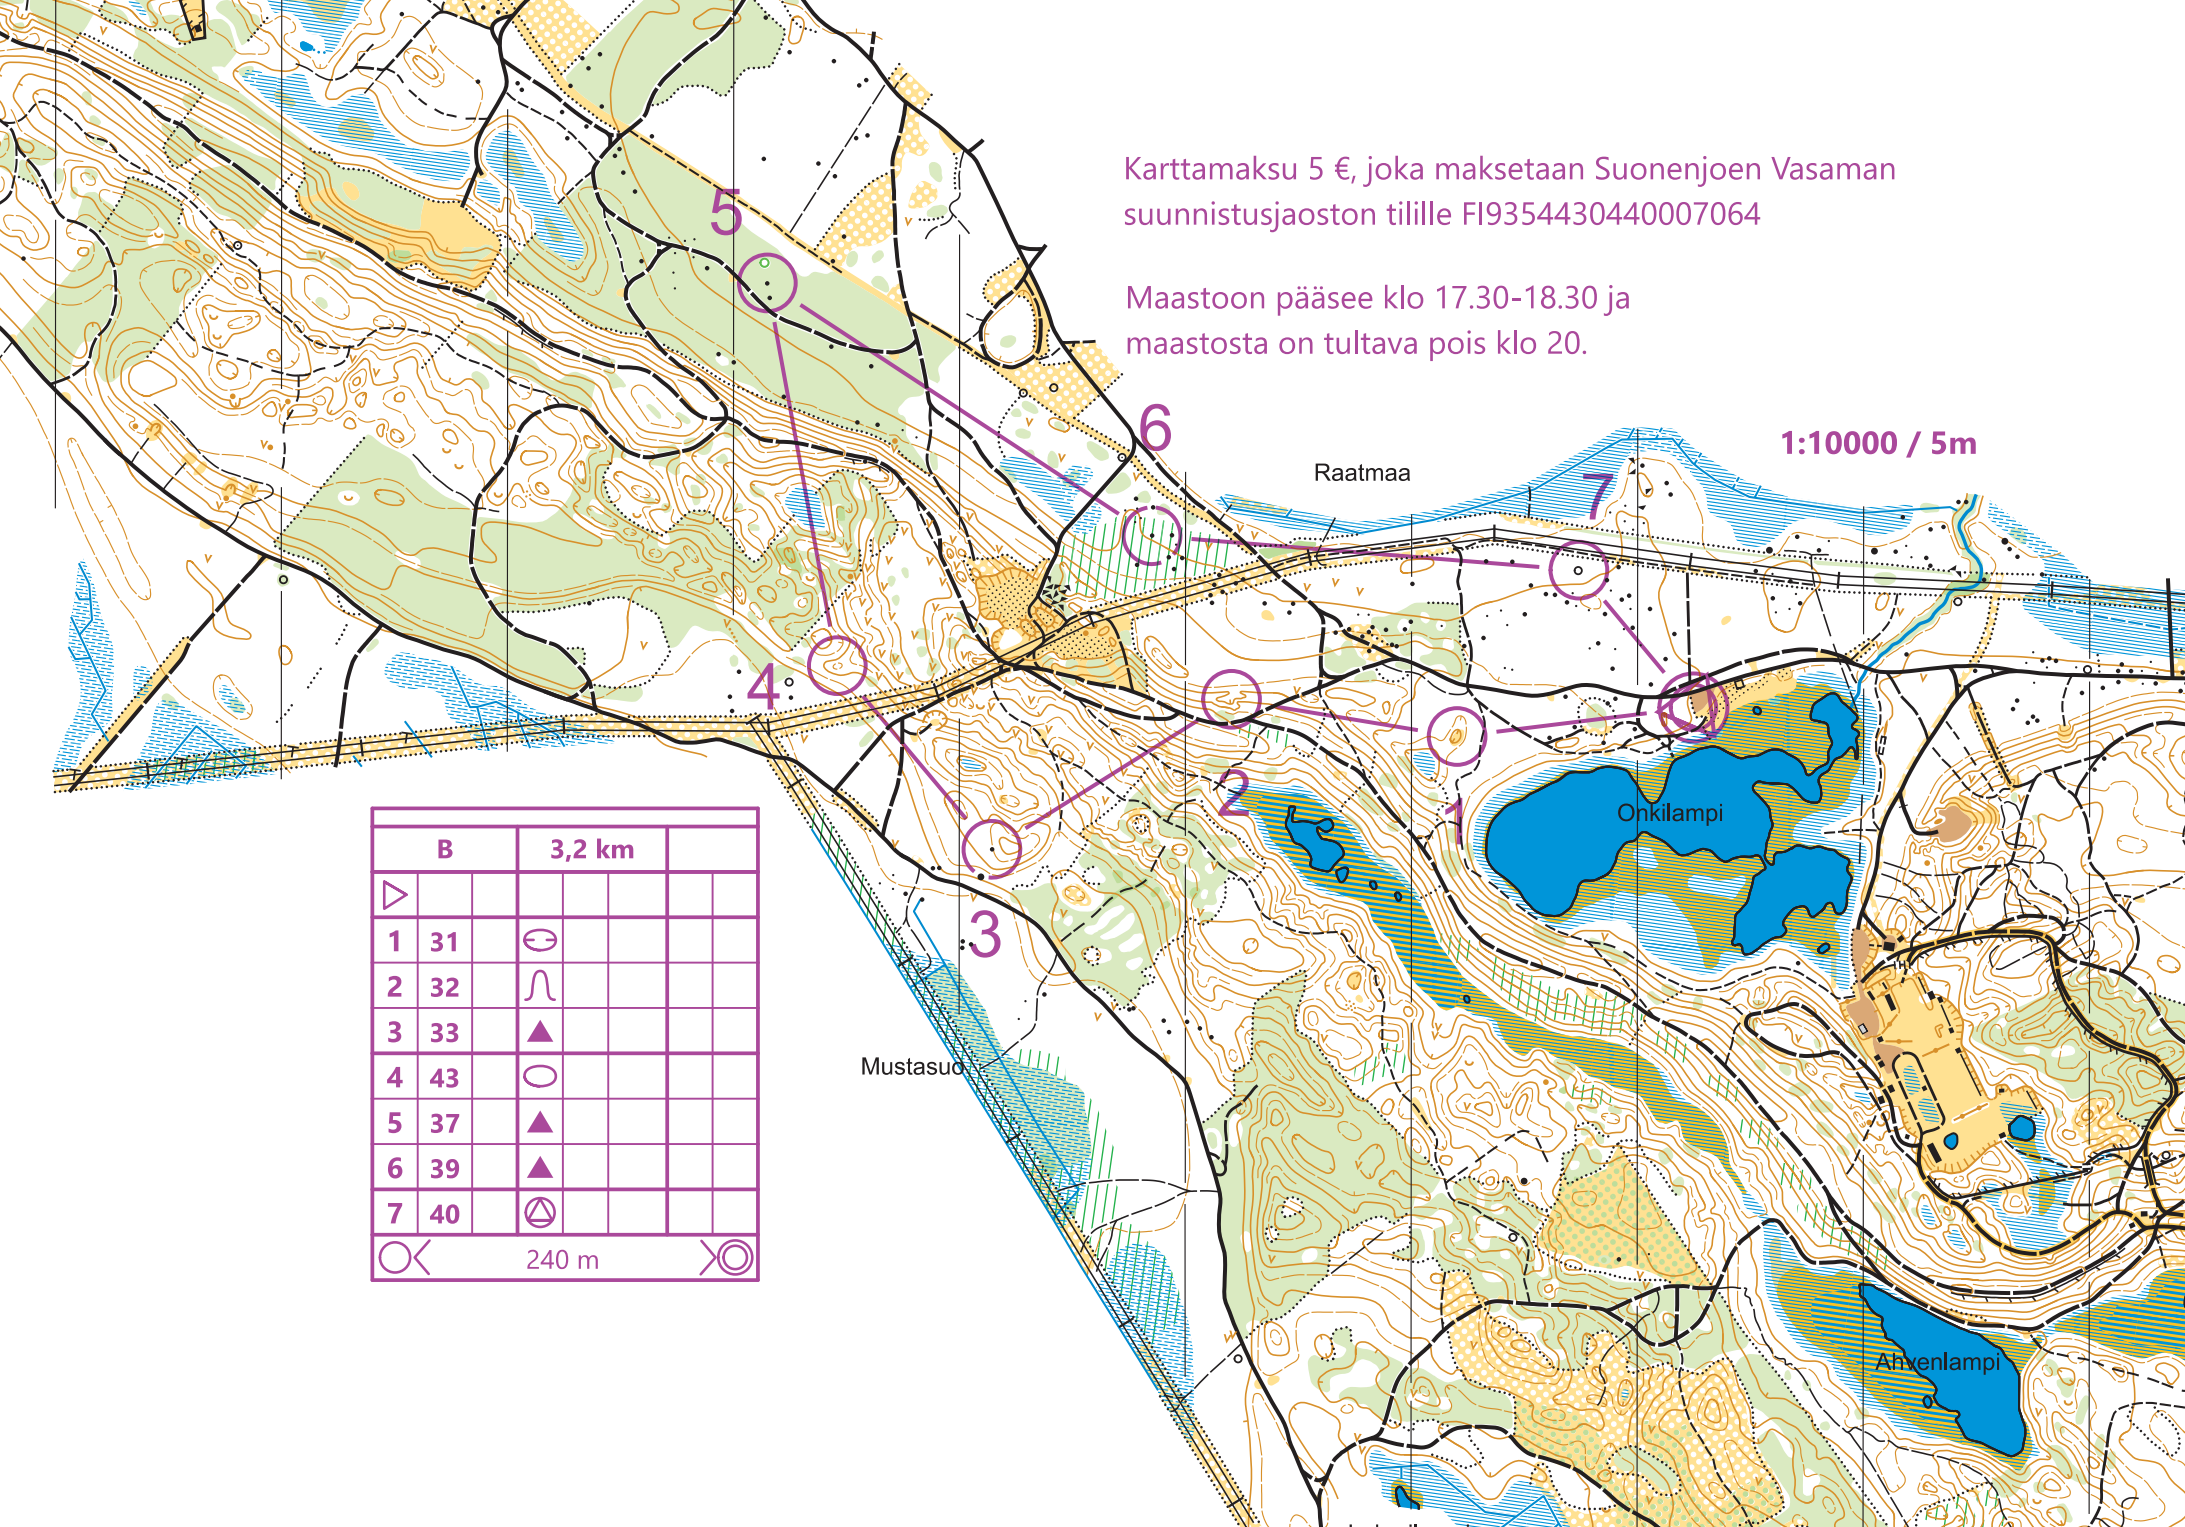 Karttamaksu 5 €, joka maksetaan Suonenjoen Vasaman
suunnistusjaoston tilille FI9354430440007064
Maastoon pääsee klo 17.30-18.30 ja
maastosta on tultava pois klo 20.
1:10000 / 5m
5
6
Raatmaa
7
4
2
1
Onkilampi
3
Mustasuo
Ahvenlampi
B 3,2 km
1 31
2 32
3 33
4 43
5 37
6 39
7 40
240 m